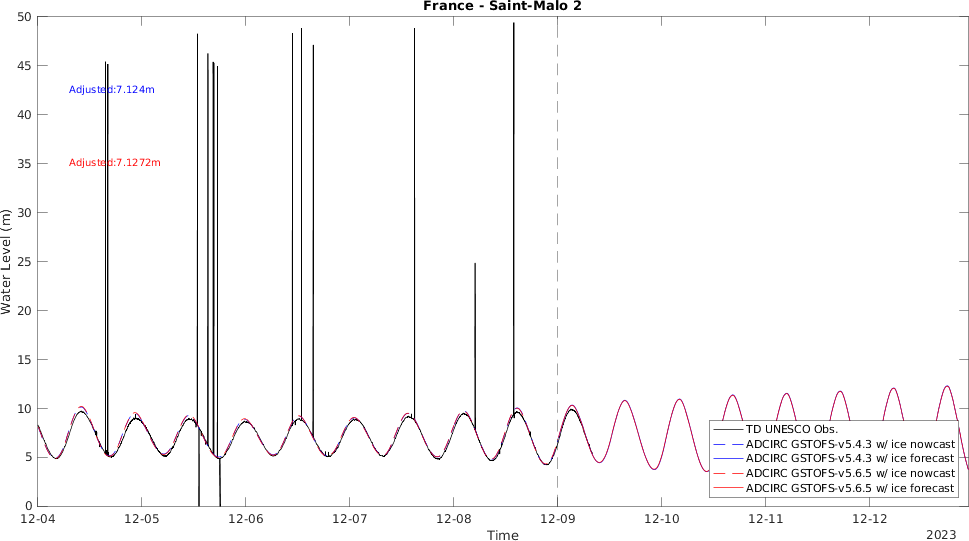 France - Saint-Malo 2
50
45
40
35
30
25
20
15
10
5
0
Water Level (m)
Adjusted:7.124m
Adjusted:7.1272m
TD UNESCO Obs.
ADCIRC GSTOFS-v5.4.3 w/ ice nowcast
ADCIRC GSTOFS-v5.4.3 w/ ice forecast
ADCIRC GSTOFS-v5.6.5 w/ ice nowcast
ADCIRC GSTOFS-v5.6.5 w/ ice forecast
12-04 12-05 12-06 12-07 12-08 12-09 12-10 12-11 12-12
Time
2023